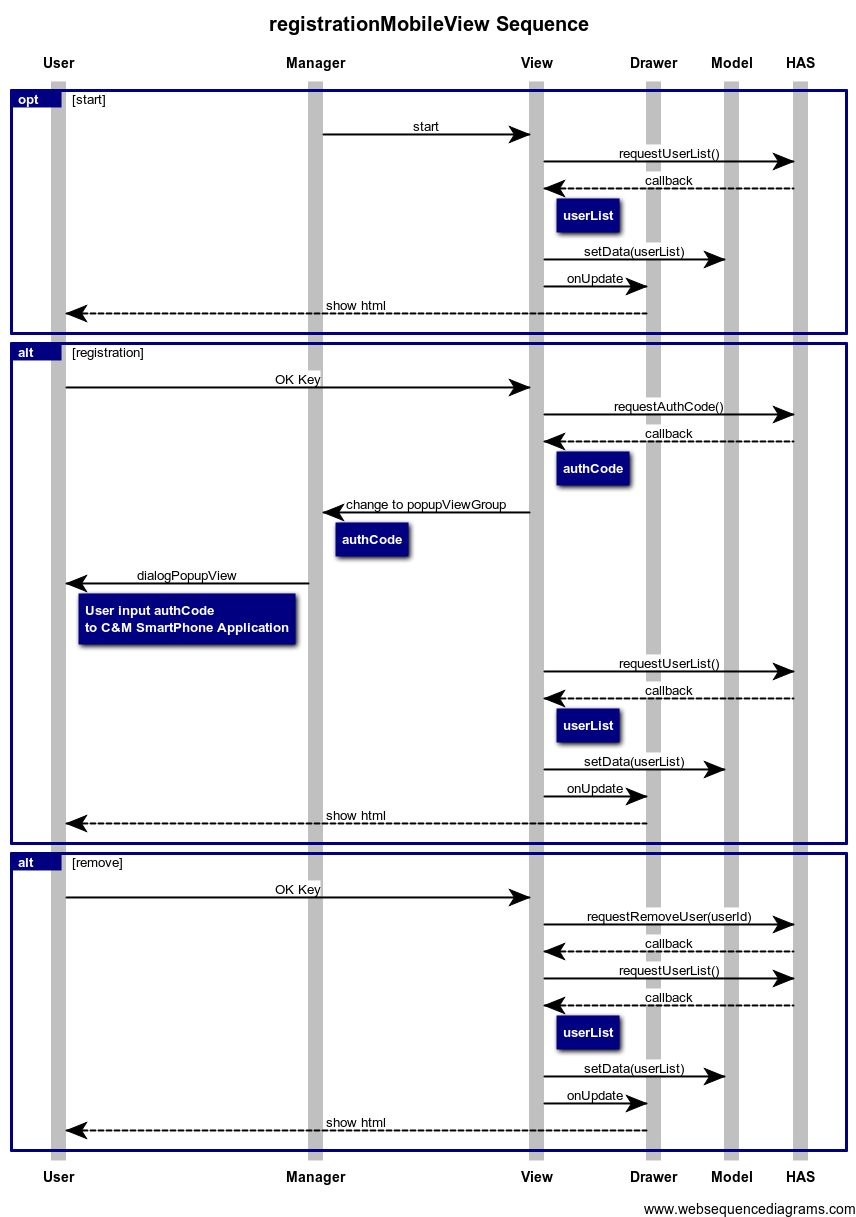 registrationMobileView Sequence
User Manager View Drawer Model HAS
opt [start]
start
requestUserList()
callback
userList
setData(userList)
onUpdate
show html
alt [registration]
OK Key
requestAuthCode()
callback
authCode
change to popupViewGroup
authCode
dialogPopupView
User input authCode
to C&M SmartPhone Application
requestUserList()
callback
userList
setData(userList)
onUpdate
show html
alt [remove]
OK Key
requestRemoveUser(userId)
callback
requestUserList()
callback
userList
setData(userList)
onUpdate
show html
User Manager View Drawer Model HAS
www.websequencediagrams.com